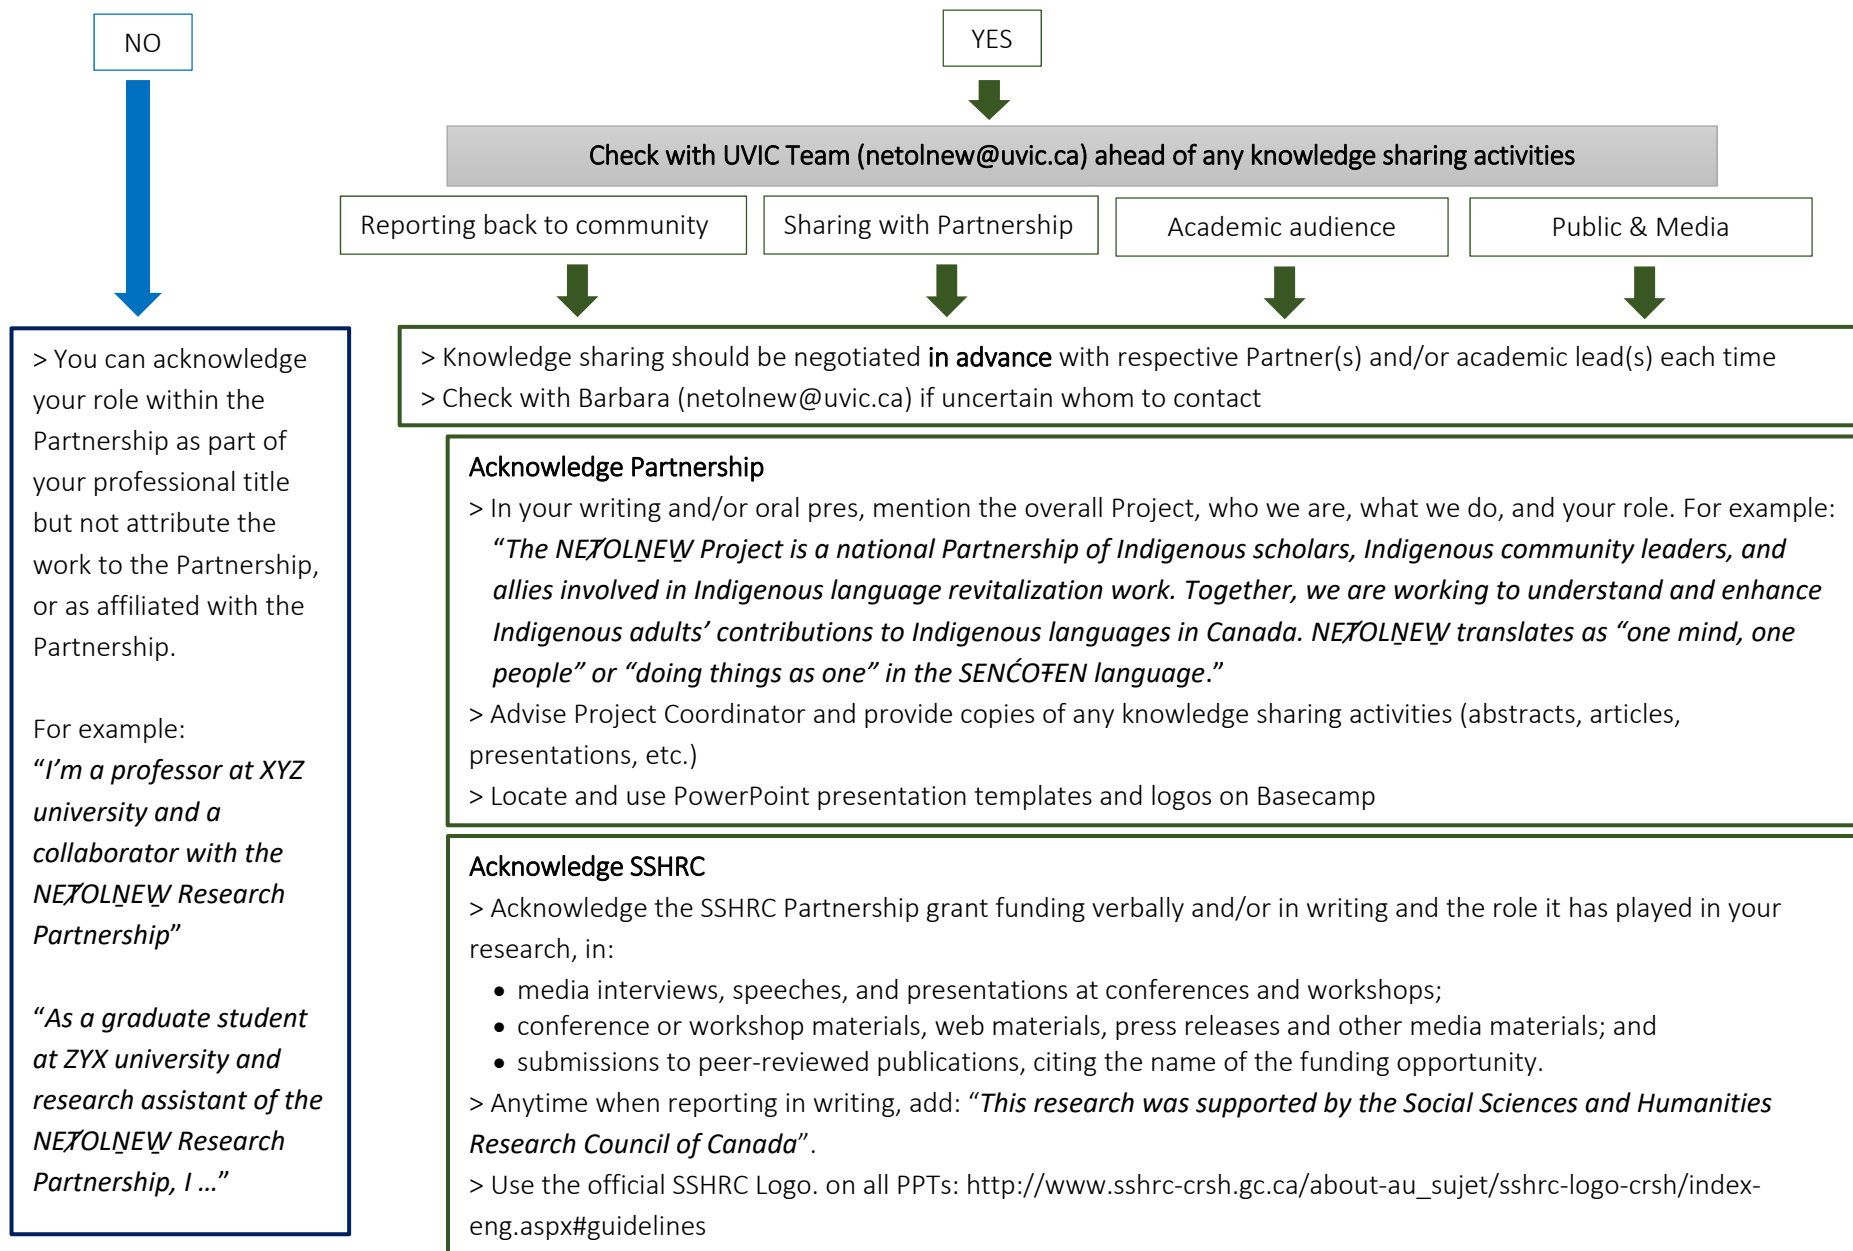 NO
YES
Check with UVIC Team (netolnew@uvic.ca) ahead of any knowledge sharing activities
Reporting back to community
Sharing with Partnership
Academic audience
Public & Media
> You can acknowledge
your role within the
Partnership as part of
your professional title
but not attribute the
work to the Partnership,
or as affiliated with the
Partnership.
For example:
“I’m a professor at XYZ
university and a
collaborator with the
NEȾOLṈEW̱ Research
Partnership”
“As a graduate student
at ZYX university and
research assistant of the
NEȾOLṈEW̱ Research
Partnership, I …”
> Knowledge sharing should be negotiated in advance with respective Partner(s) and/or academic lead(s) each time
> Check with Barbara (netolnew@uvic.ca) if uncertain whom to contact
Acknowledge Partnership
> In your writing and/or oral pres, mention the overall Project, who we are, what we do, and your role. For example:
“The NEȾOLṈEW̱ Project is a national Partnership of Indigenous scholars, Indigenous community leaders, and
allies involved in Indigenous language revitalization work. Together, we are working to understand and enhance
Indigenous adults’ contributions to Indigenous languages in Canada. NEȾOLṈEW̱ translates as “one mind, one
people” or “doing things as one” in the SENĆOŦEN language.”
> Advise Project Coordinator and provide copies of any knowledge sharing activities (abstracts, articles,
presentations, etc.)
> Locate and use PowerPoint presentation templates and logos on Basecamp
Acknowledge SSHRC
> Acknowledge the SSHRC Partnership grant funding verbally and/or in writing and the role it has played in your
research, in:
• media interviews, speeches, and presentations at conferences and workshops;
• conference or workshop materials, web materials, press releases and other media materials; and
• submissions to peer-reviewed publications, citing the name of the funding opportunity.
> Anytime when reporting in writing, add: “This research was supported by the Social Sciences and Humanities
Research Council of Canada”.
> Use the official SSHRC Logo. on all PPTs: http://www.sshrc-crsh.gc.ca/about-au_sujet/sshrc-logo-crsh/index-
eng.aspx#guidelines